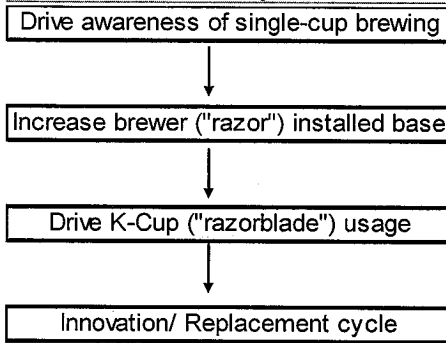 Drive awareness of single-cup brewing
Increase brewer ("razor") installed base
Drive K-Cup ("razorblade") usage
Innovation/ Replacement cycle